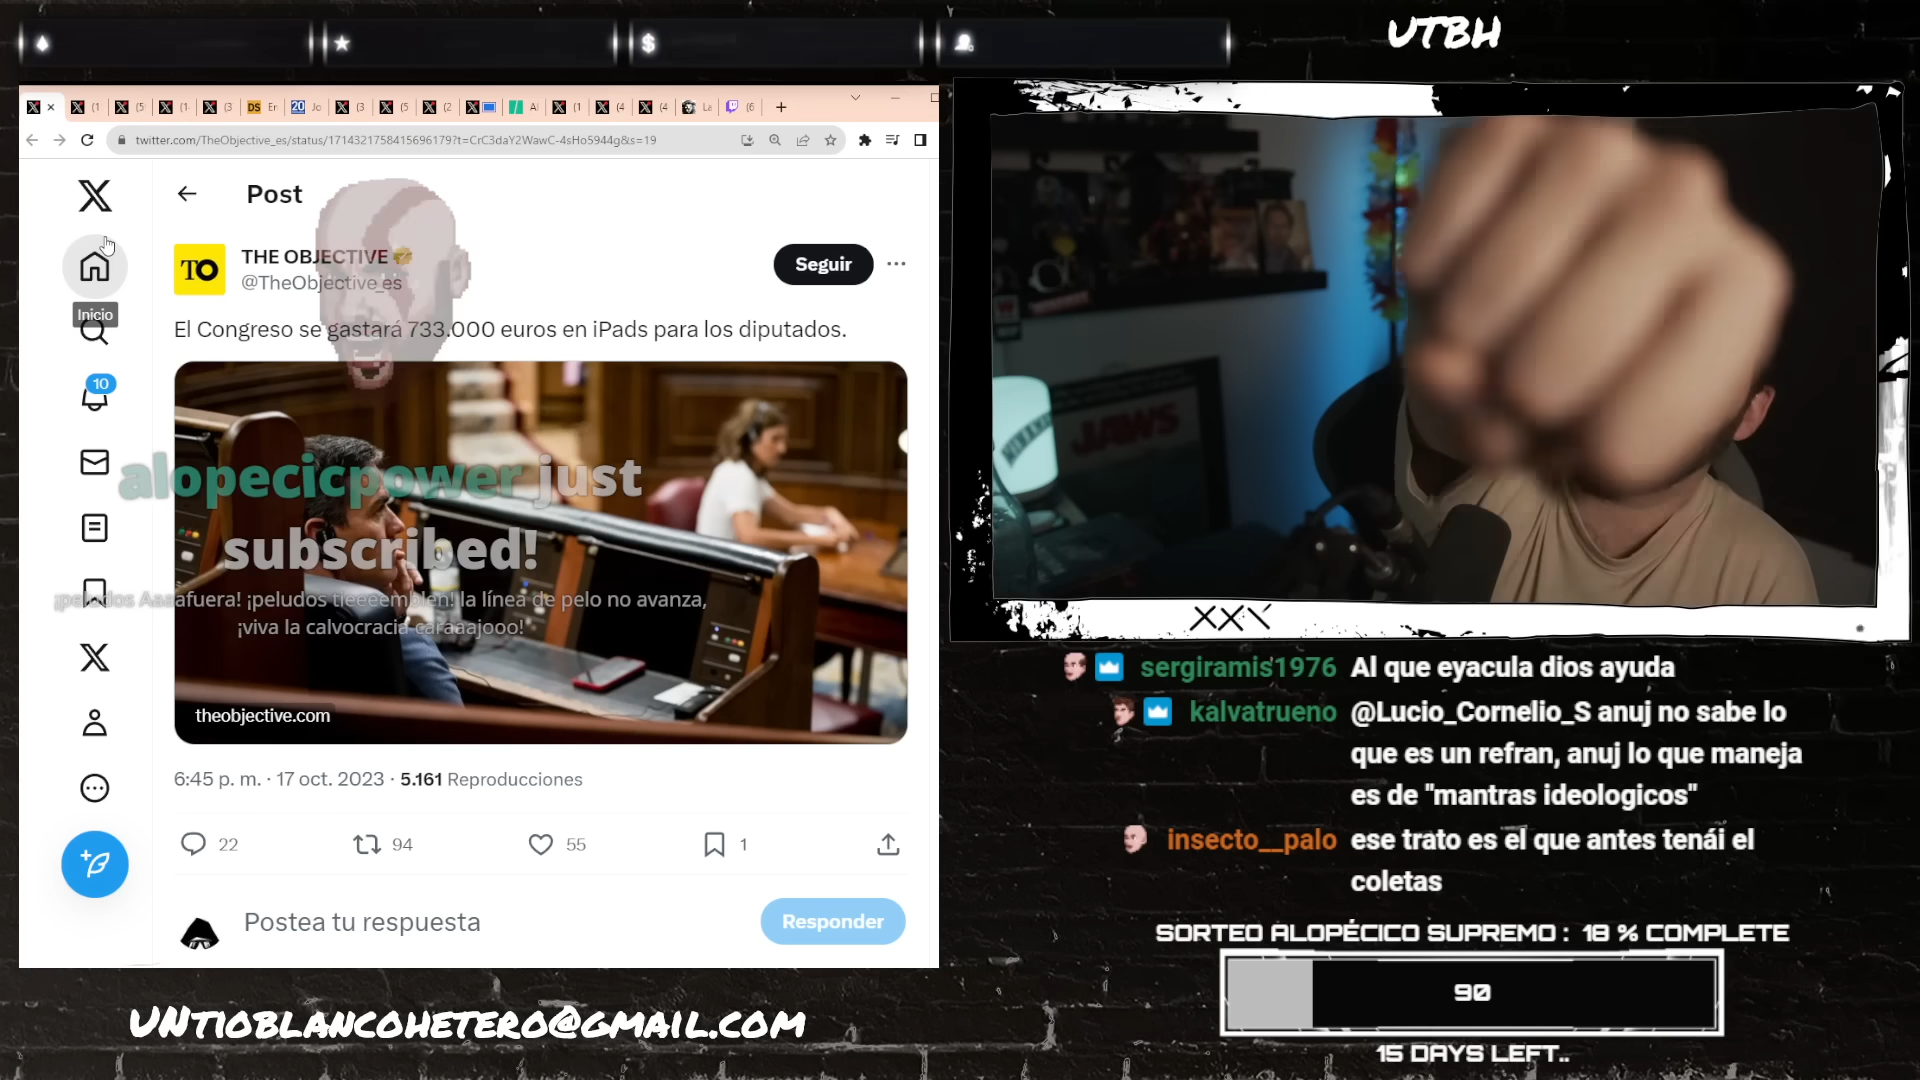 UTBH
twitter.com/TheObjective_es/status/1714321758415696179?t=CrC3daY2WawC-4sHo5944g&s=19
Post
TO
THE OBJECTIVE
@TheObjective_es
Seguir
Inicio
El Congreso se gastará 733.000 euros en iPads para los diputados.
10
alopecicpower just
subscribed!
¡peludos Aaaafuera! ¡peludos tieeeemblen! la línea de pelo no avanza,
¡viva la calvocracia caraaajooo!
theobjective.com
6:45 p. m. · 17 oct. 2023 · 5.161 Reproducciones
22
94
55
1
Postea tu respuesta
Responder
UNtioblancohetero@gmail.com
JAWS
sergiramis1976 Al que eyacula dios ayuda
kalvatrueno @Lucio_Cornelio_S anuj no sabe lo
que es un refran, anuj lo que maneja
es de "mantras ideologicos"
insecto__palo ese trato es el que antes tenái el
coletas
SORTEO ALOPÉCICO SUPREMO : 18 % COMPLETE
90
15 DAYS LEFT..